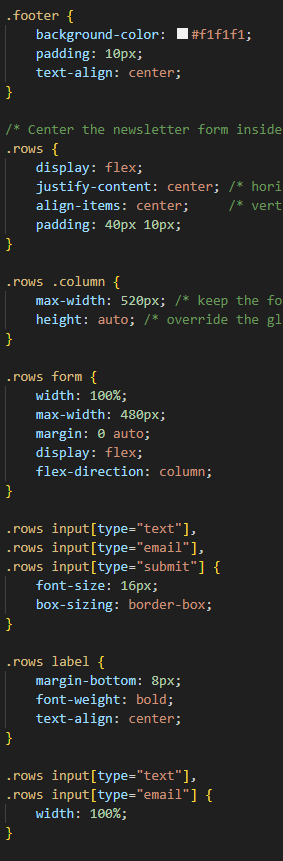 .footer {
    background-color: #f1f1f1;
    padding: 10px;
    text-align: center;
}

/* Center the newsletter form inside
.rows {
    display: flex;
    justify-content: center; /*
    align-items: center;     /*
    padding: 40px 10px;
}

.rows .column {
    max-width: 520px; /* keep the
    height: auto; /* override the
}

.rows form {
    width: 100%;
    max-width: 480px;
    margin: 0 auto;
    display: flex;
    flex-direction: column;
}

.rows input[type="text"],
.rows input[type="email"],
.rows input[type="submit"] {
    font-size: 16px;
    box-sizing: border-box;
}

.rows label {
    margin-bottom: 8px;
    font-weight: bold;
    text-align: center;
}

.rows input[type="text"],
.rows input[type="email"] {
    width: 100%;
}